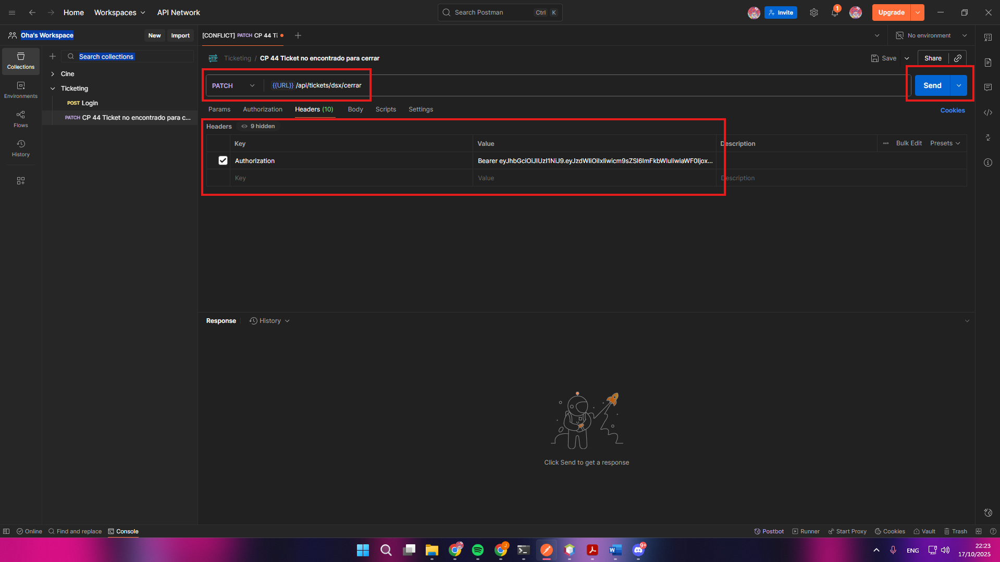 Home Workspaces API Network Search Postman Ctrl K Invite 1 Upgrade
Oha's Workspace New Import [CONFLICT] PATCH CP 44 Ti No environment
Collections
Environments
Flows
History
Search collections
Cine
Ticketing
POST Login
PATCH CP 44 Ticket no encontrado para c...
HTTP Ticketing / CP 44 Ticket no encontrado para cerrar Save Share
PATCH {{URL}} /api/tickets/dsx/cerrar Send
Params Authorization Headers (10) Body Scripts Settings Cookies
Headers 9 hidden
Key Value Description Bulk Edit Presets
Authorization Bearer eyJhbGciOiJIUzI1NiJ9.eyJzdWIiOiIxIiwicm9sZSI6ImFkbWluIiwiaWF0Ijox...
Key Value Description
Response History
Click Send to get a response
Online Find and replace Console Postbot Runner Start Proxy Cookies Vault Trash
J 9+ ENG 22:23
17/10/2025